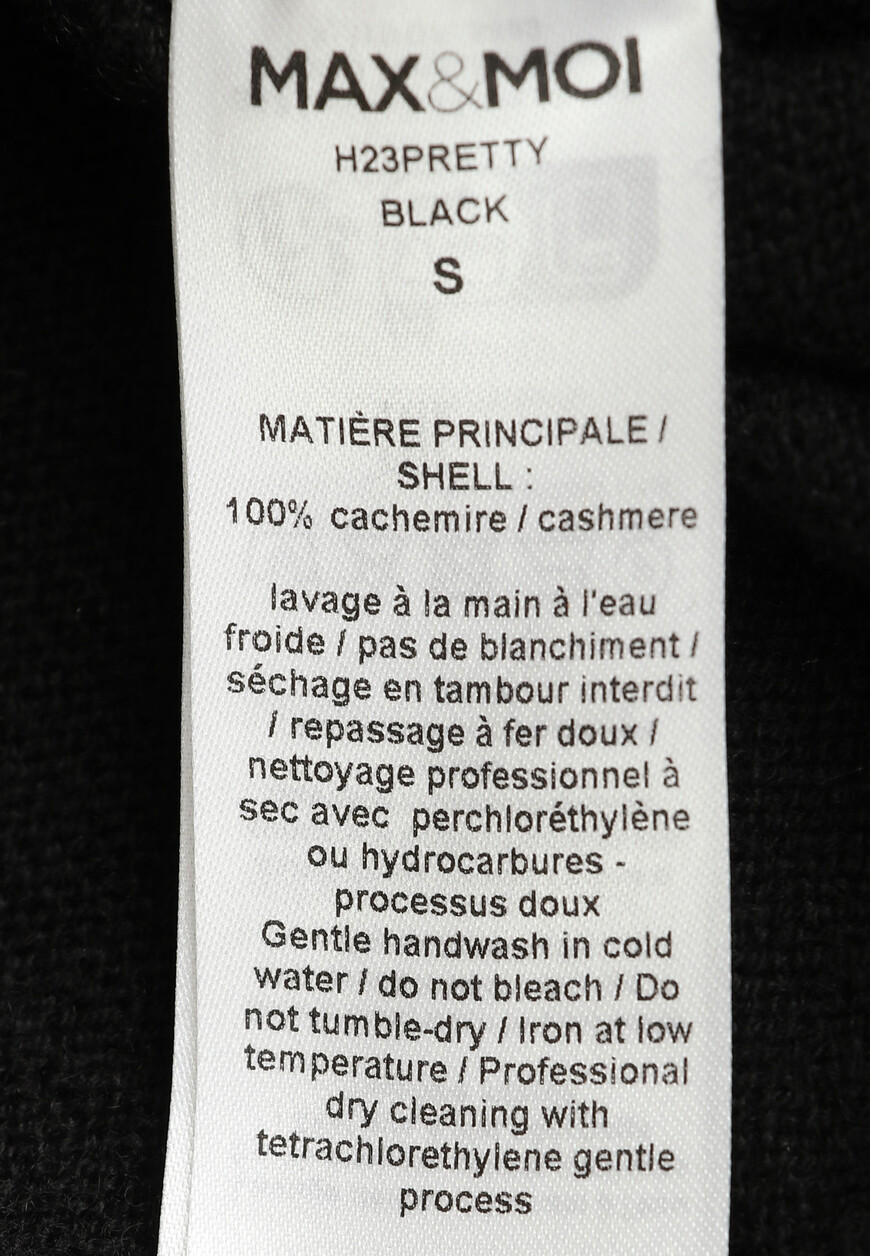 MAX&MOI
H23PRETTY
BLACK
S
MATIÈRE PRINCIPALE /
SHELL :
100% cachemire / cashmere
lavage à la main à l'eau
froide / pas de blanchiment /
séchage en tambour interdit
/ repassage à fer doux /
nettoyage professionnel à
sec avec perchloréthylène
ou hydrocarbures -
processus doux
Gentle handwash in cold
water / do not bleach / Do
not tumble-dry / Iron at low
temperature / Professional
dry cleaning with
tetrachlorethylene gentle
process